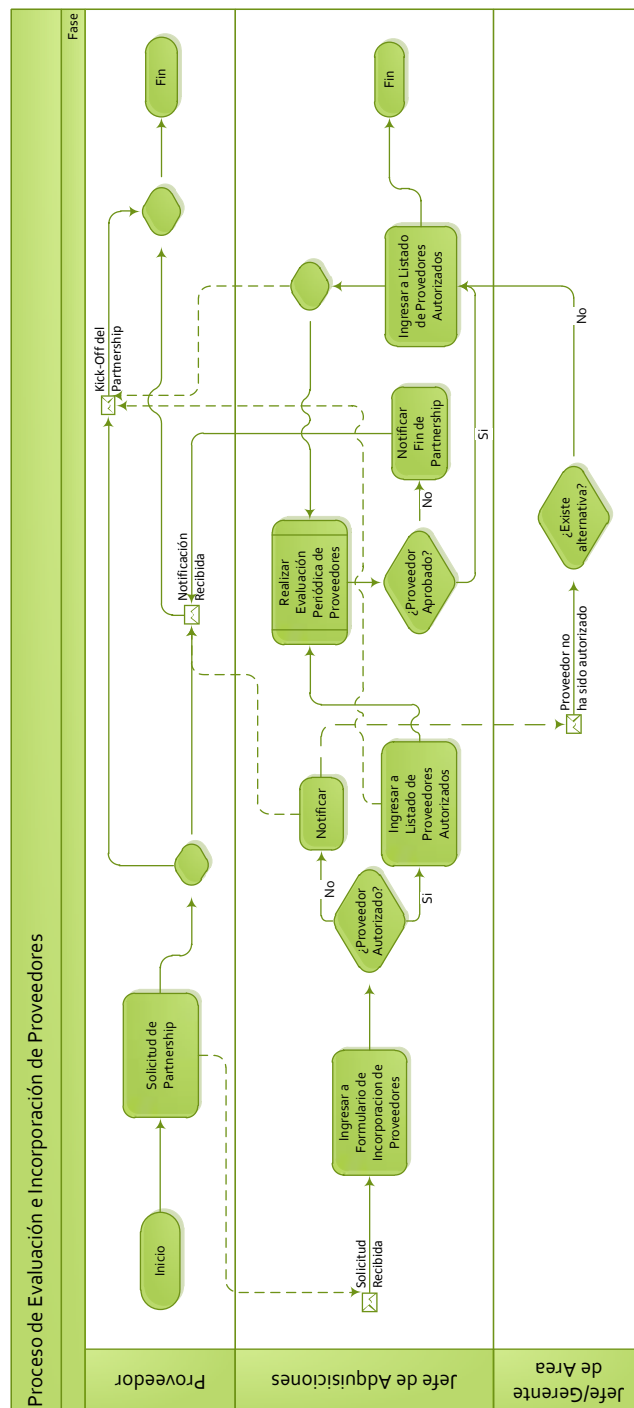 Proceso de Evaluación e Incorporación de Proveedores
Fase
Proveedor
Inicio
Solicitud de
Partnership
Notificación
Recibida
Kick-Off del
Partnership
Fin
Jefe de Adquisiciones
Solicitud
Recibida
Ingresar a
Formulario de
Incorporacion de
Proveedores
¿Proveedor
Autorizado?
No
Si
Notificar
Ingresar a
Listado de
Proveedores
Autorizados
Realizar
Evaluación
Periódica de
Proveedores
¿Proveedor
Aprobado?
No
Si
Notificar
Fin de
Partnership
Ingresar a Listado
de Provedores
Autorizados
Fin
Jefe/Gerente
de Area
Proveedor no
ha sido autorizado
¿Existe
alternativa?
No